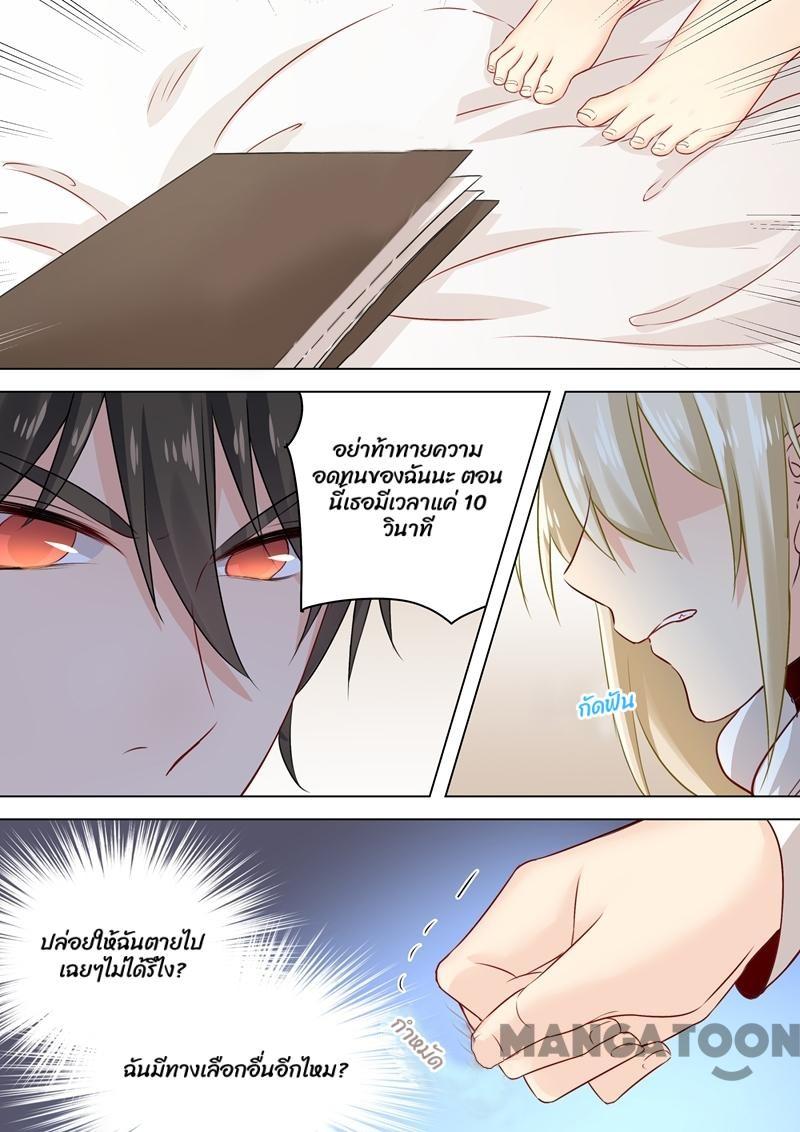 อย่าท้าทายความ
อดทนของฉันนะ ตอน
นี้เธอมีเวลาแค่ 10
วินาที
กัดฟัน
ปล่อยให้ฉันตายไป
เฉยๆไม่ได้รึไง?
กำหมัด
ฉันมีทางเลือกอื่นอีกไหม?
MANGATOON